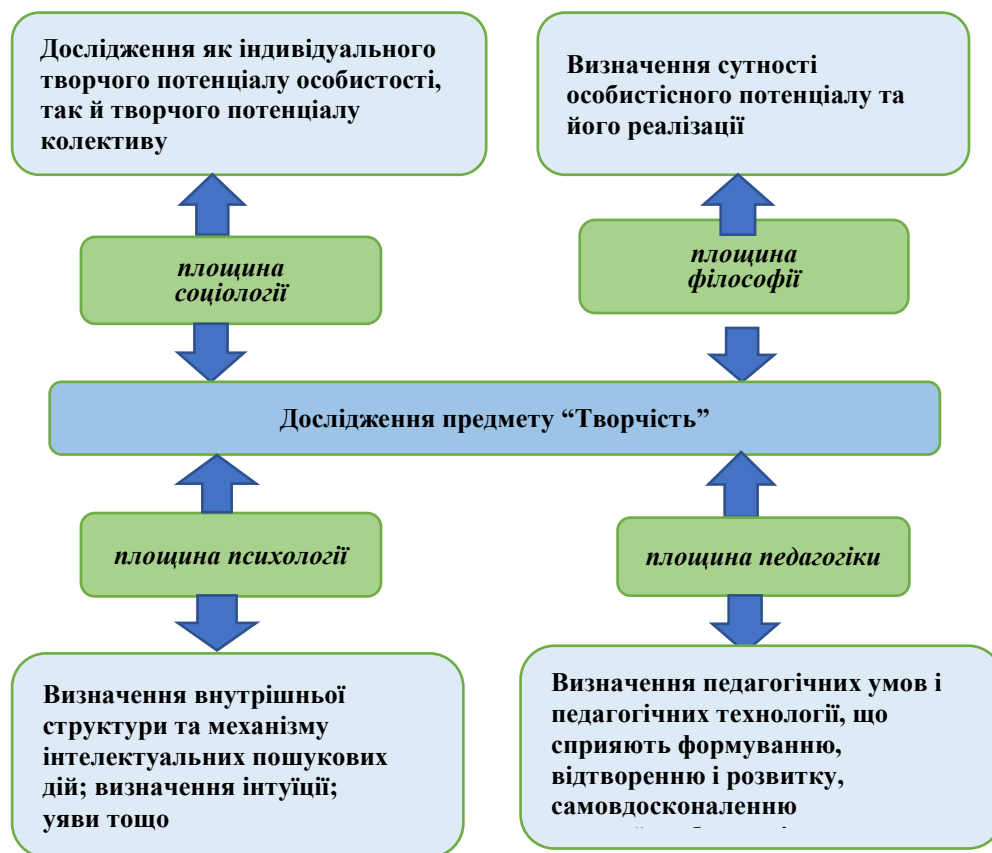 Дослідження як індивідуального
творчого потенціалу особистості,
так й творчого потенціалу
колективу
Визначення сутності
особистісного потенціалу та
його реалізації
площина
соціології
площина
філософії
Дослідження предмету “Творчість”
площина психології
площина педагогіки
Визначення внутрішньої
структури та механізму
інтелектуальних пошукових
дій; визначення інтуїції;
уяви тощо
Визначення педагогічних умов і
педагогічних технології, що
сприяють формуванню,
відтворенню і розвитку,
самовдосконаленню